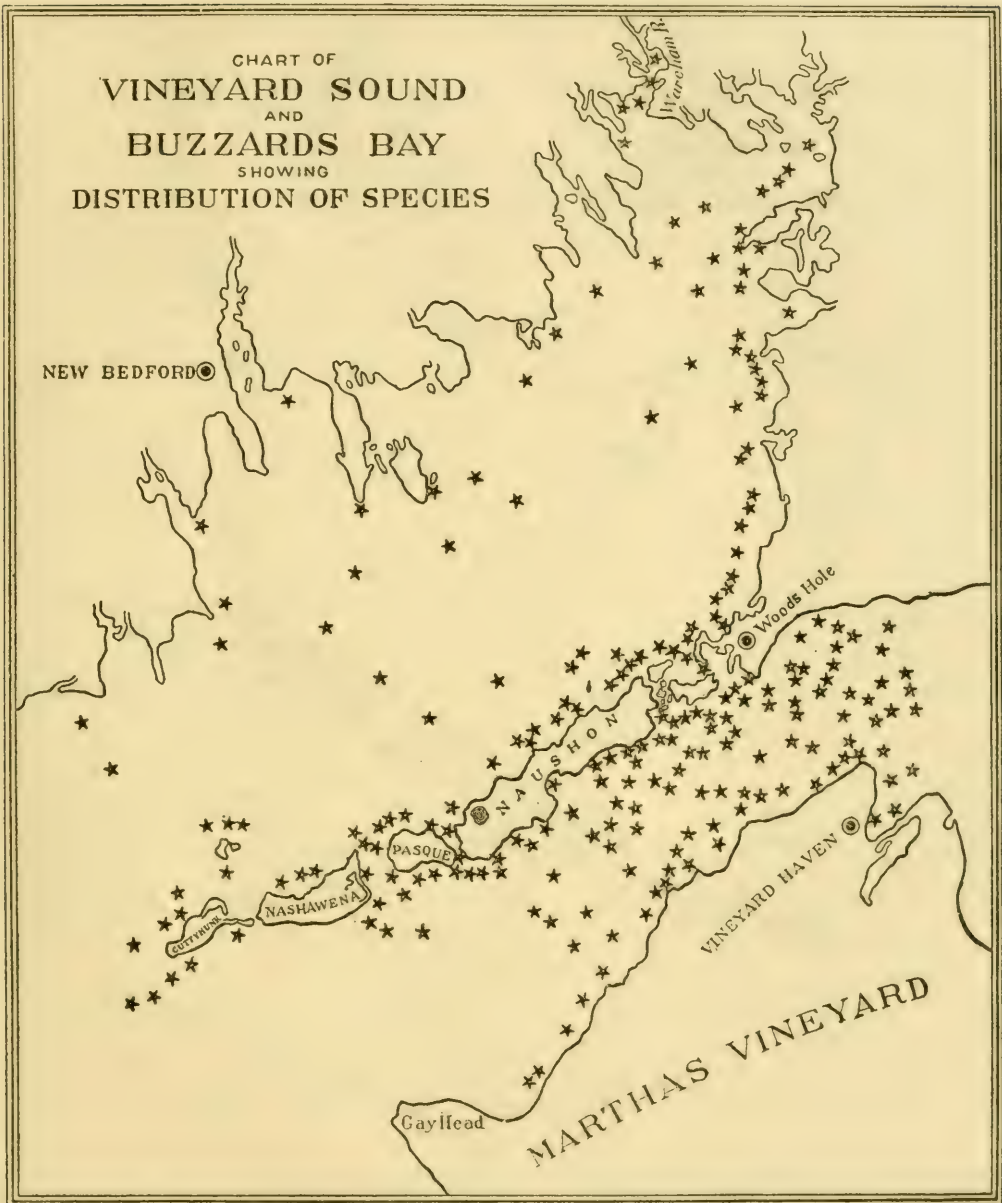 CHART OF
VINEYARD SOUND
AND
BUZZARDS BAY
SHOWING
DISTRIBUTION OF SPECIES
Wareham R.
NEW BEDFORD
Woods Hole
NAUSHON
PASQUE
NASHAWENA
CUTTYHUNK
VINEYARD HAVEN
MARTHAS VINEYARD
Gay Head